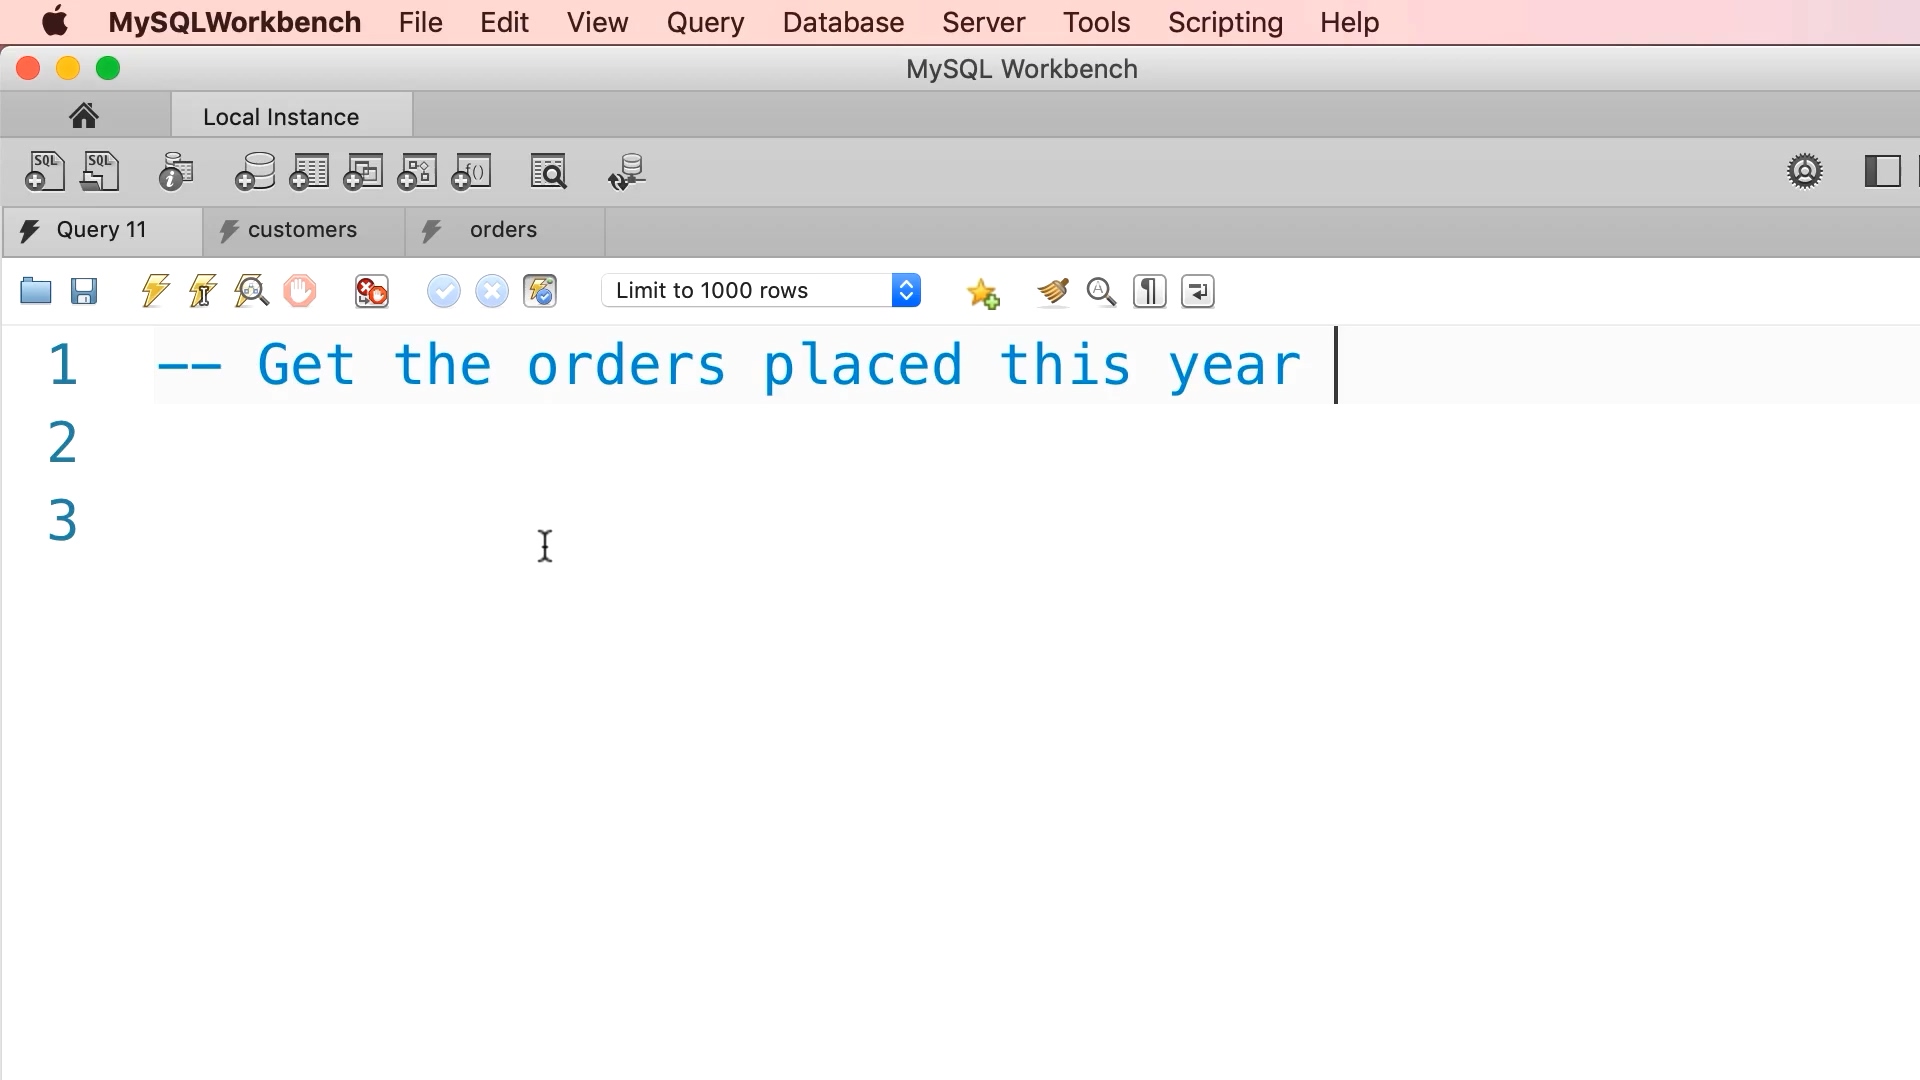 MySQLWorkbench File Edit View Query Database Server Tools Scripting Help
MySQL Workbench
Local Instance
SQL SQL
Query 11 customers orders
Limit to 1000 rows
1 -- Get the orders placed this year
2
3